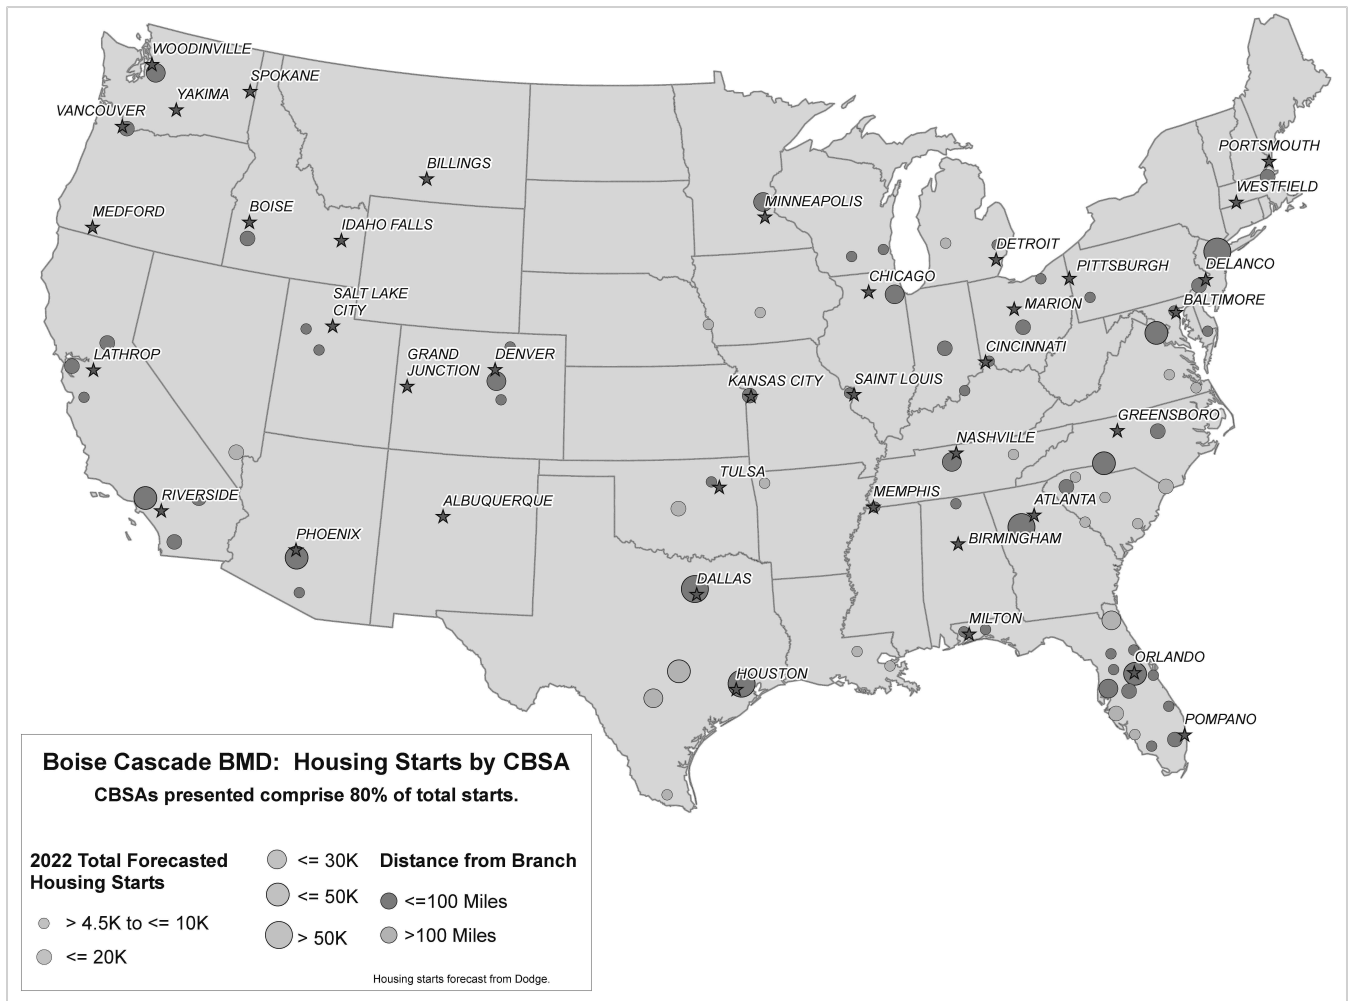 WOODINVILLE
SPOKANE
YAKIMA
VANCOUVER
PORTSMOUTH
BILLINGS
WESTFIELD
MINNEAPOLIS
MEDFORD
BOISE
IDAHO FALLS
DETROIT
PITTSBURGH
DELANCO
CHICAGO
SALT LAKE
CITY
MARION
BALTIMORE
CINCINNATI
LATHROP
GRAND
JUNCTION
DENVER
KANSAS CITY
SAINT LOUIS
GREENSBORO
NASHVILLE
TULSA
MEMPHIS
RIVERSIDE
ALBUQUERQUE
ATLANTA
PHOENIX
BIRMINGHAM
DALLAS
MILTON
ORLANDO
HOUSTON
POMPANO
Boise Cascade BMD: Housing Starts by CBSA
CBSAs presented comprise 80% of total starts.
2022 Total Forecasted
Housing Starts
> 4.5K to <= 10K
<= 20K
<= 30K
<= 50K
> 50K
Distance from Branch
<=100 Miles
>100 Miles
Housing starts forecast from Dodge.